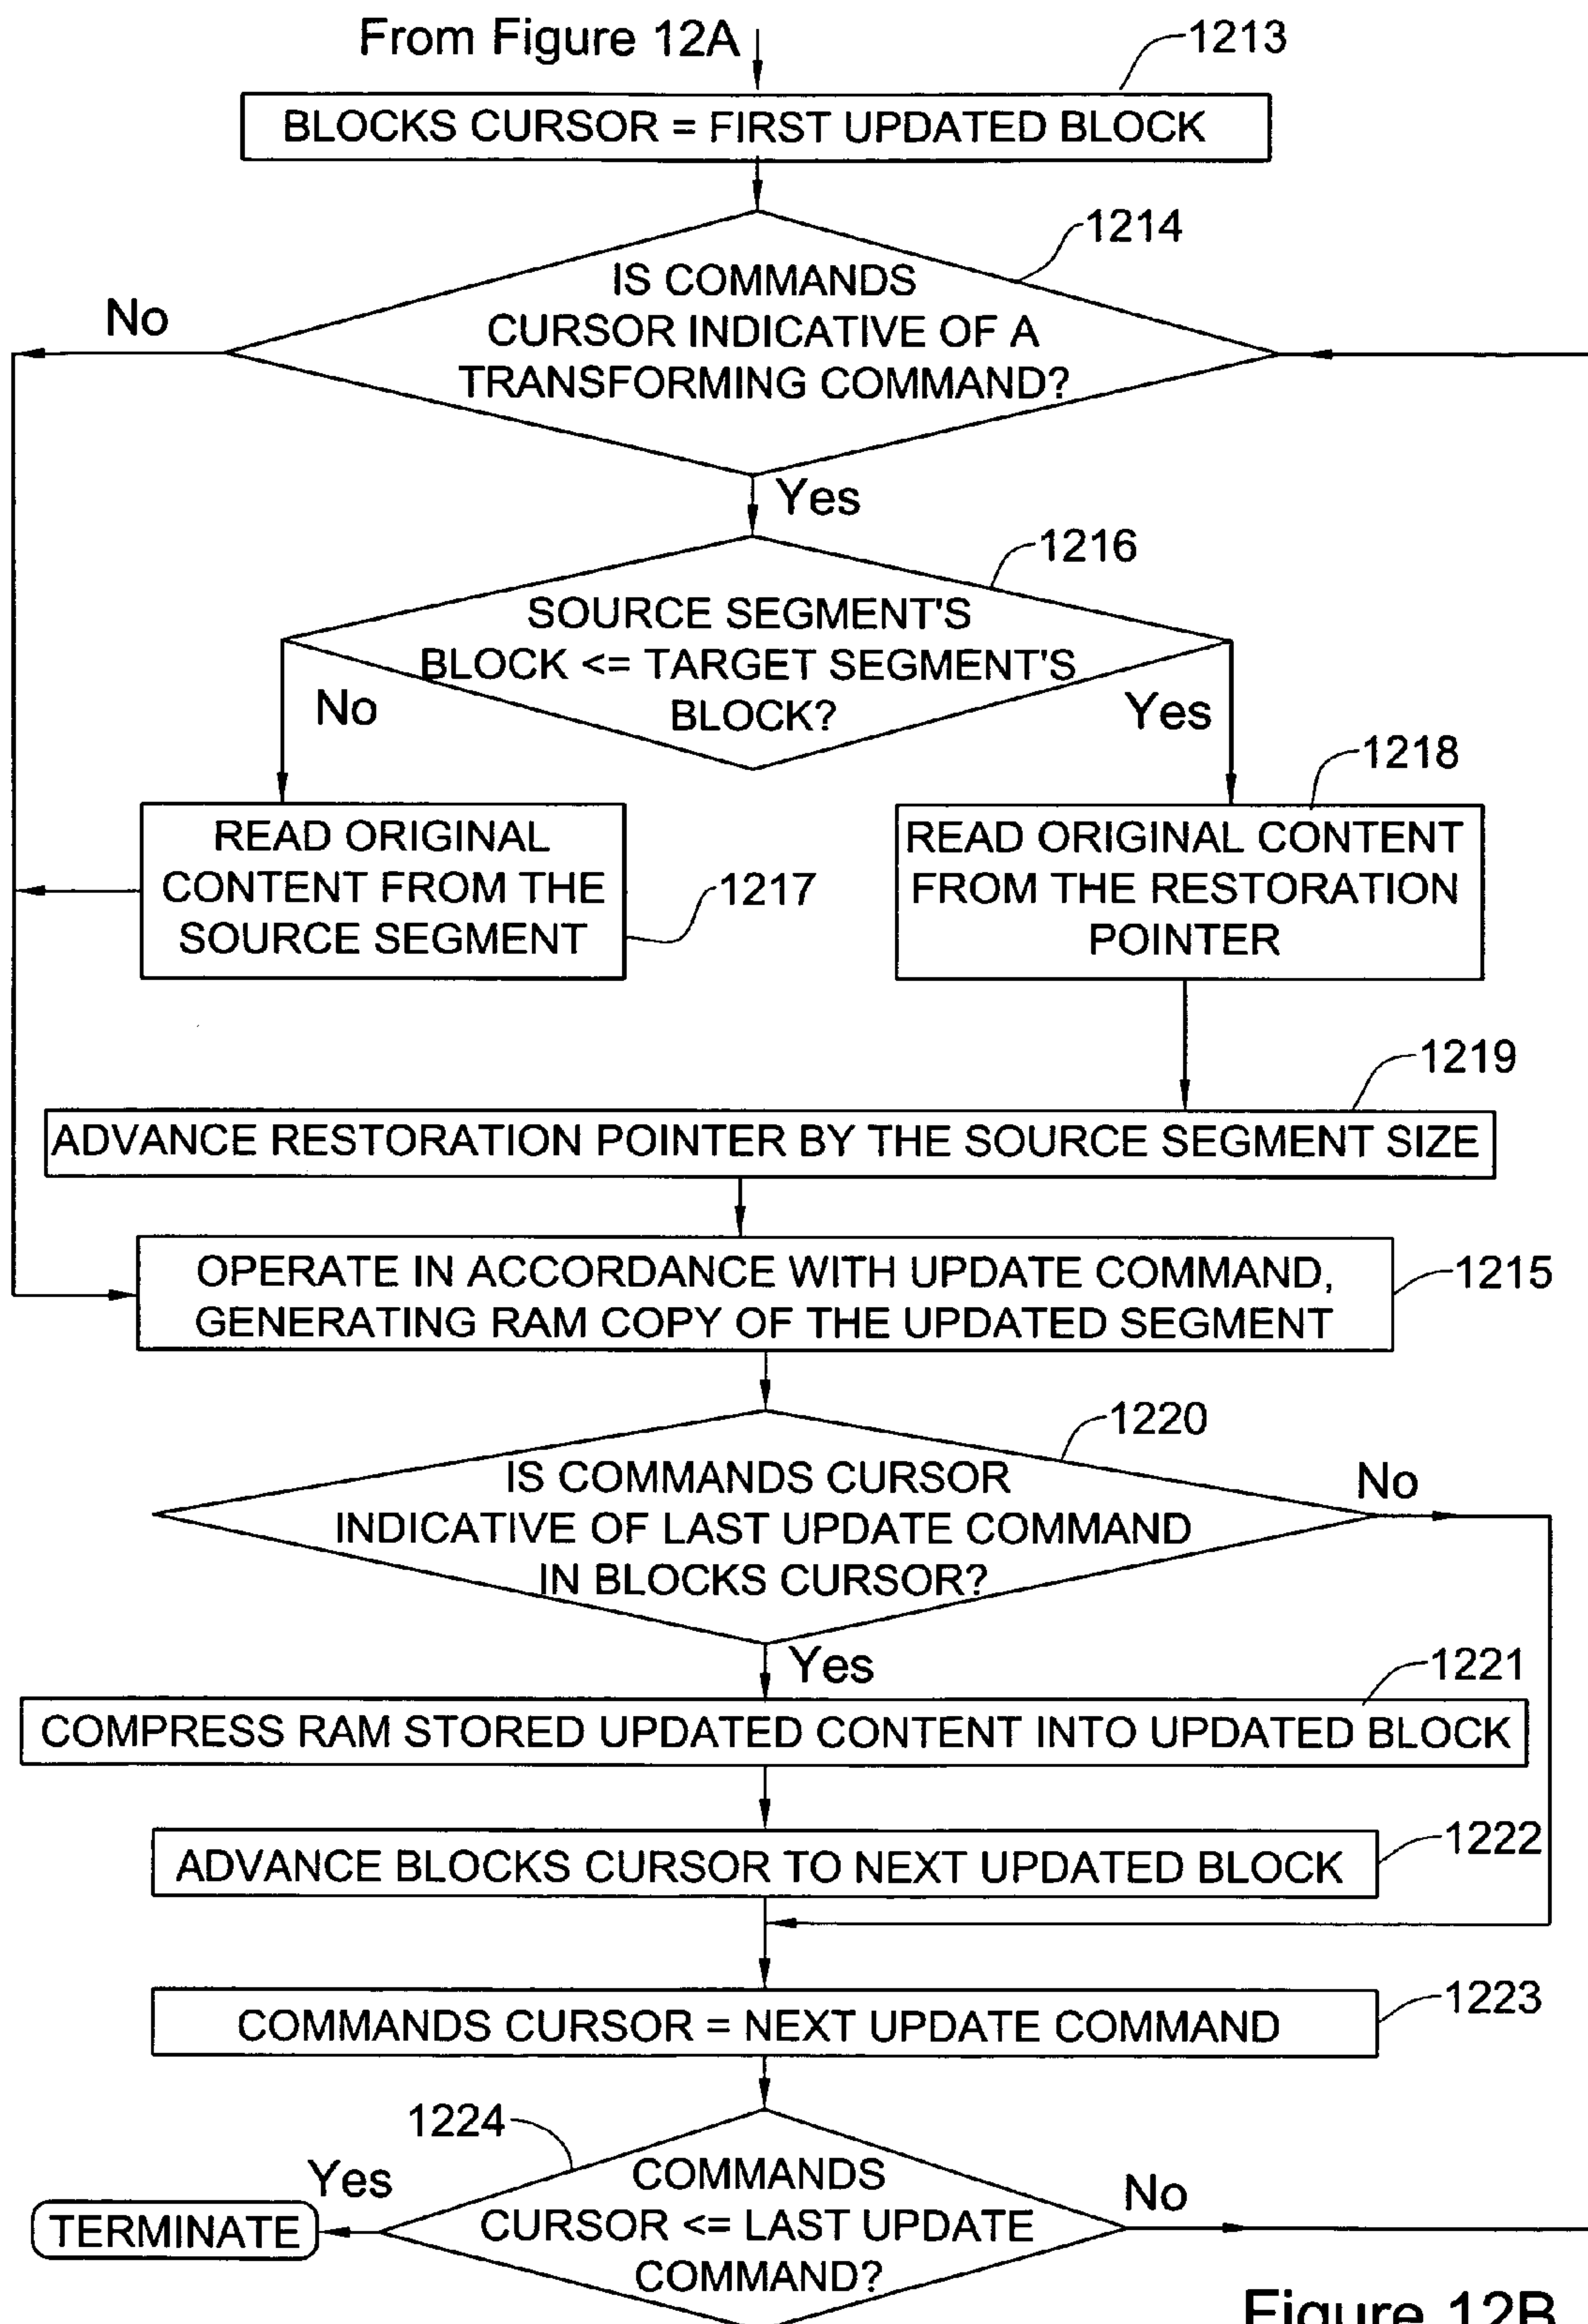 From Figure 12A
1213
BLOCKS CURSOR = FIRST UPDATED BLOCK
1214
IS COMMANDS
CURSOR INDICATIVE OF A
TRANSFORMING COMMAND?
No
Yes
1216
SOURCE SEGMENT'S
BLOCK <= TARGET SEGMENT'S
BLOCK?
No
Yes
1218
READ ORIGINAL
CONTENT FROM THE
SOURCE SEGMENT
1217
READ ORIGINAL CONTENT
FROM THE RESTORATION
POINTER
1219
ADVANCE RESTORATION POINTER BY THE SOURCE SEGMENT SIZE
OPERATE IN ACCORDANCE WITH UPDATE COMMAND,
GENERATING RAM COPY OF THE UPDATED SEGMENT
1215
1220
IS COMMANDS CURSOR
INDICATIVE OF LAST UPDATE COMMAND
IN BLOCKS CURSOR?
No
Yes
1221
COMPRESS RAM STORED UPDATED CONTENT INTO UPDATED BLOCK
1222
ADVANCE BLOCKS CURSOR TO NEXT UPDATED BLOCK
1223
COMMANDS CURSOR = NEXT UPDATE COMMAND
1224
COMMANDS
CURSOR <= LAST UPDATE
COMMAND?
Yes
No
TERMINATE
Figure 12B